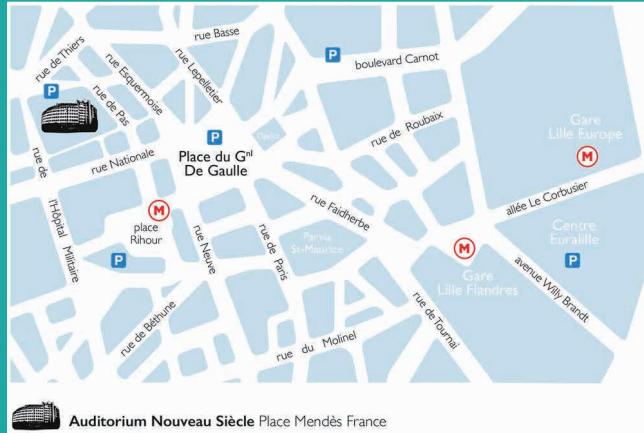 rue Basse
rue de Thiers
P
boulevard Carnot
rue Lepelletier
rue Esquermoise
P
rue de Pas
Gare
Lille Europe
M
P
Opéra
rue de Roubaix
Place du Gnl
De Gaulle
rue Nationale
rue de
l'Hôpital
Militaire
allée Le Corbusier
M
place
Rihour
rue Faidherbe
rue Neuve
rue de Paris
Parvis
St-Maurice
M
Centre
Euralille
P
P
Gare
Lille Flandres
avenue Willy Brandt
rue de Béthune
rue de Tournai
rue du Molinel
Auditorium Nouveau Siècle Place Mendès France